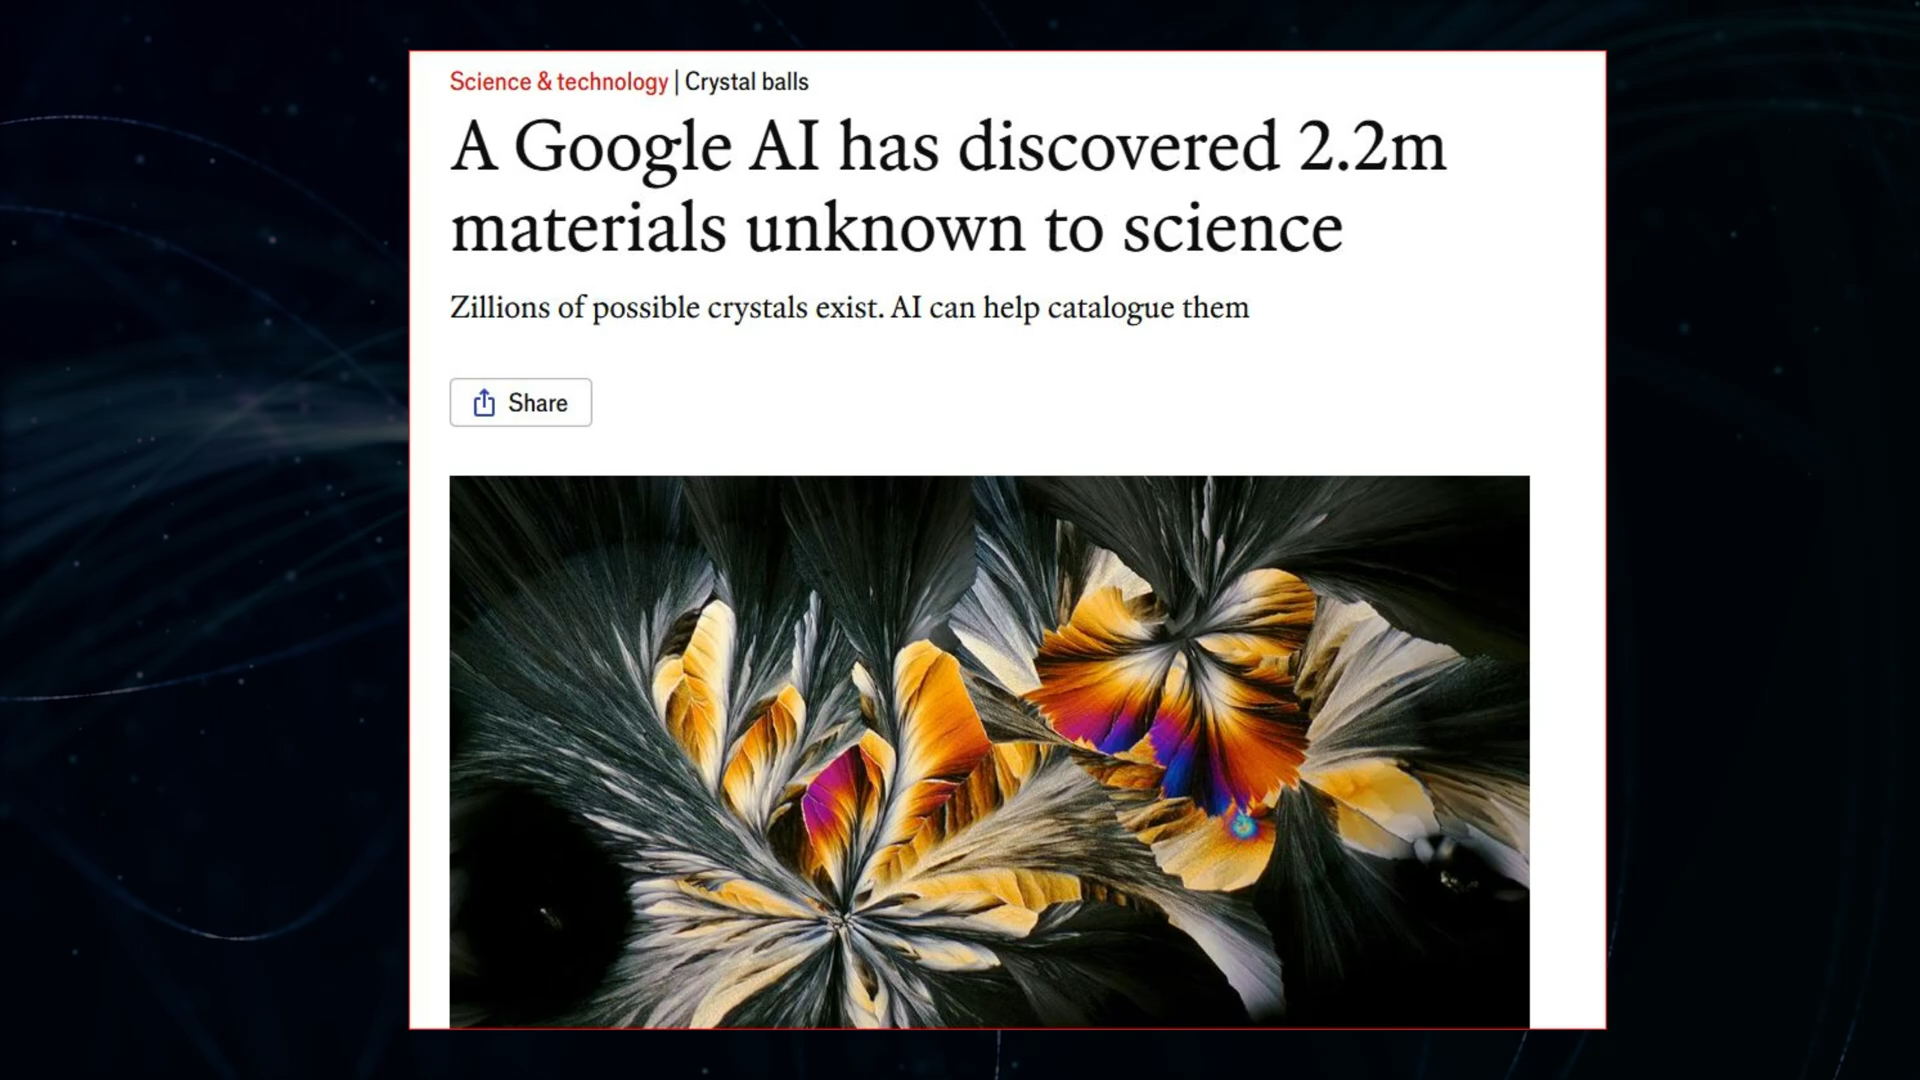 Science & technology | Crystal balls
A Google AI has discovered 2.2m
materials unknown to science
Zillions of possible crystals exist. AI can help catalogue them
Share